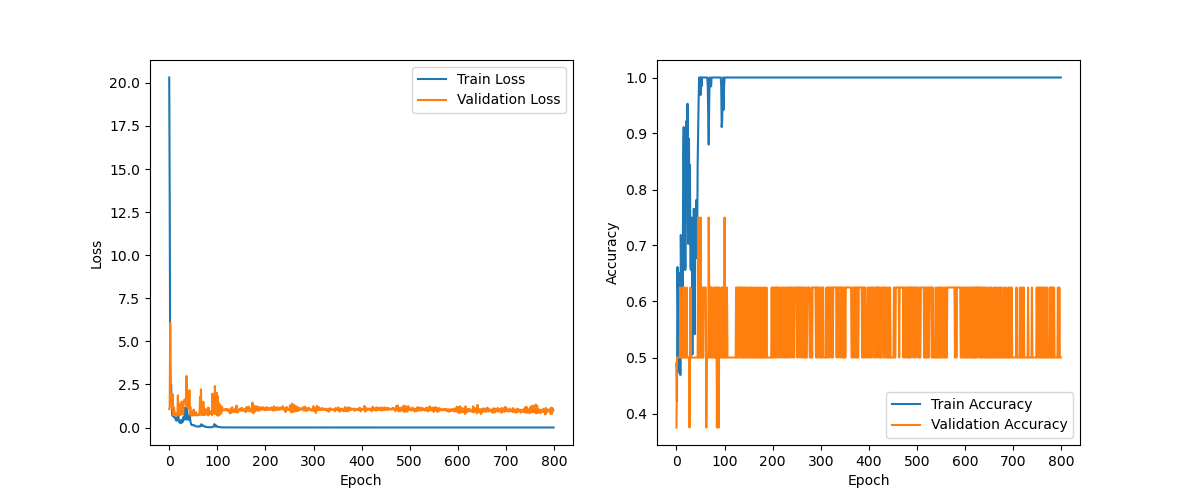 20.0
17.5
15.0
12.5
10.0
7.5
5.0
2.5
0.0
Loss
Train Loss
Validation Loss
0 100 200 300 400 500 600 700 800
Epoch
1.0
0.9
0.8
0.7
0.6
0.5
0.4
Accuracy
Train Accuracy
Validation Accuracy
0 100 200 300 400 500 600 700 800
Epoch